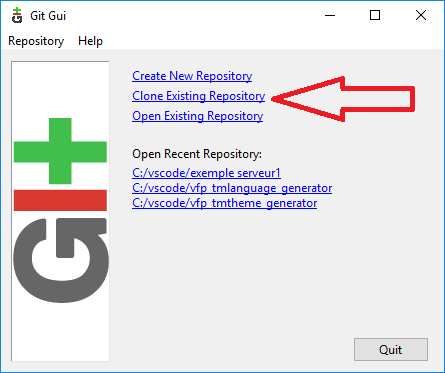 Git Gui
Repository Help
Create New Repository
Clone Existing Repository
Open Existing Repository
Open Recent Repository:
C:/vscode/exemple serveur1
C:/vscode/vfp_tmlanguage_generator
C:/vscode/vfp_tmtheme_generator
GIt
Quit